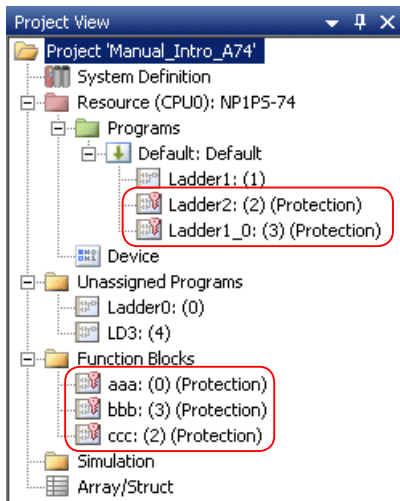 Project View
Project 'Manual_Intro_A74'
System Definition
Resource (CPU0): NP1PS-74
Programs
Default: Default
Ladder1: (1)
Ladder2: (2) (Protection)
Ladder1_0: (3) (Protection)
Device
Unassigned Programs
Ladder0: (0)
LD3: (4)
Function Blocks
aaa: (0) (Protection)
bbb: (3) (Protection)
ccc: (2) (Protection)
Simulation
Array/Struct